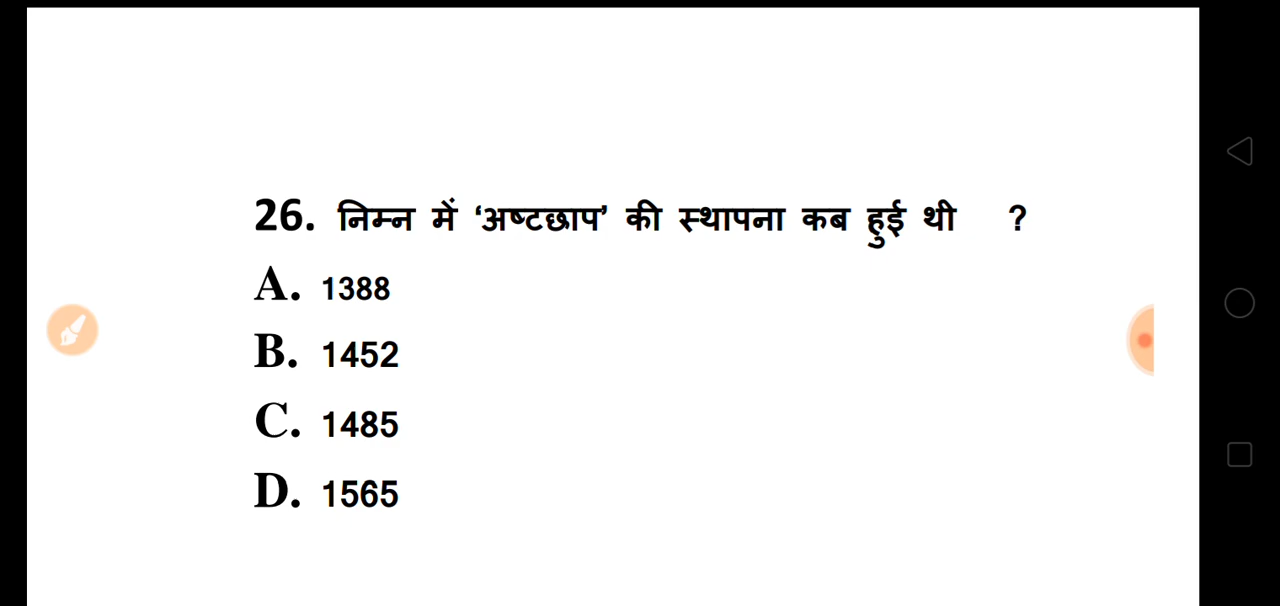 26. निम्न में ‘अष्टछाप’ की स्थापना कब हुई थी ?
A. 1388
B. 1452
C. 1485
D. 1565